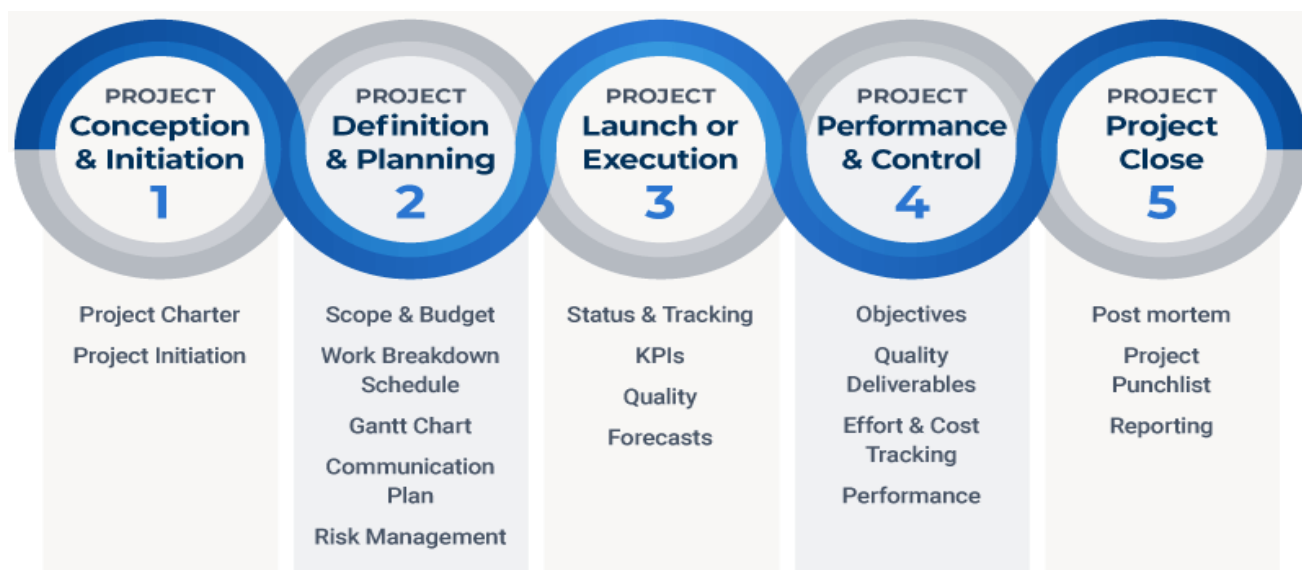 PROJECT
Conception
& Initiation
1
PROJECT
Definition
& Planning
2
PROJECT
Launch or
Execution
3
PROJECT
Performance
& Control
4
PROJECT
Project
Close
5
Project Charter
Project Initiation
Scope & Budget
Work Breakdown
Schedule
Gantt Chart
Communication
Plan
Risk Management
Status & Tracking
KPIs
Quality
Forecasts
Objectives
Quality
Deliverables
Effort & Cost
Tracking
Performance
Post mortem
Project
Punchlist
Reporting